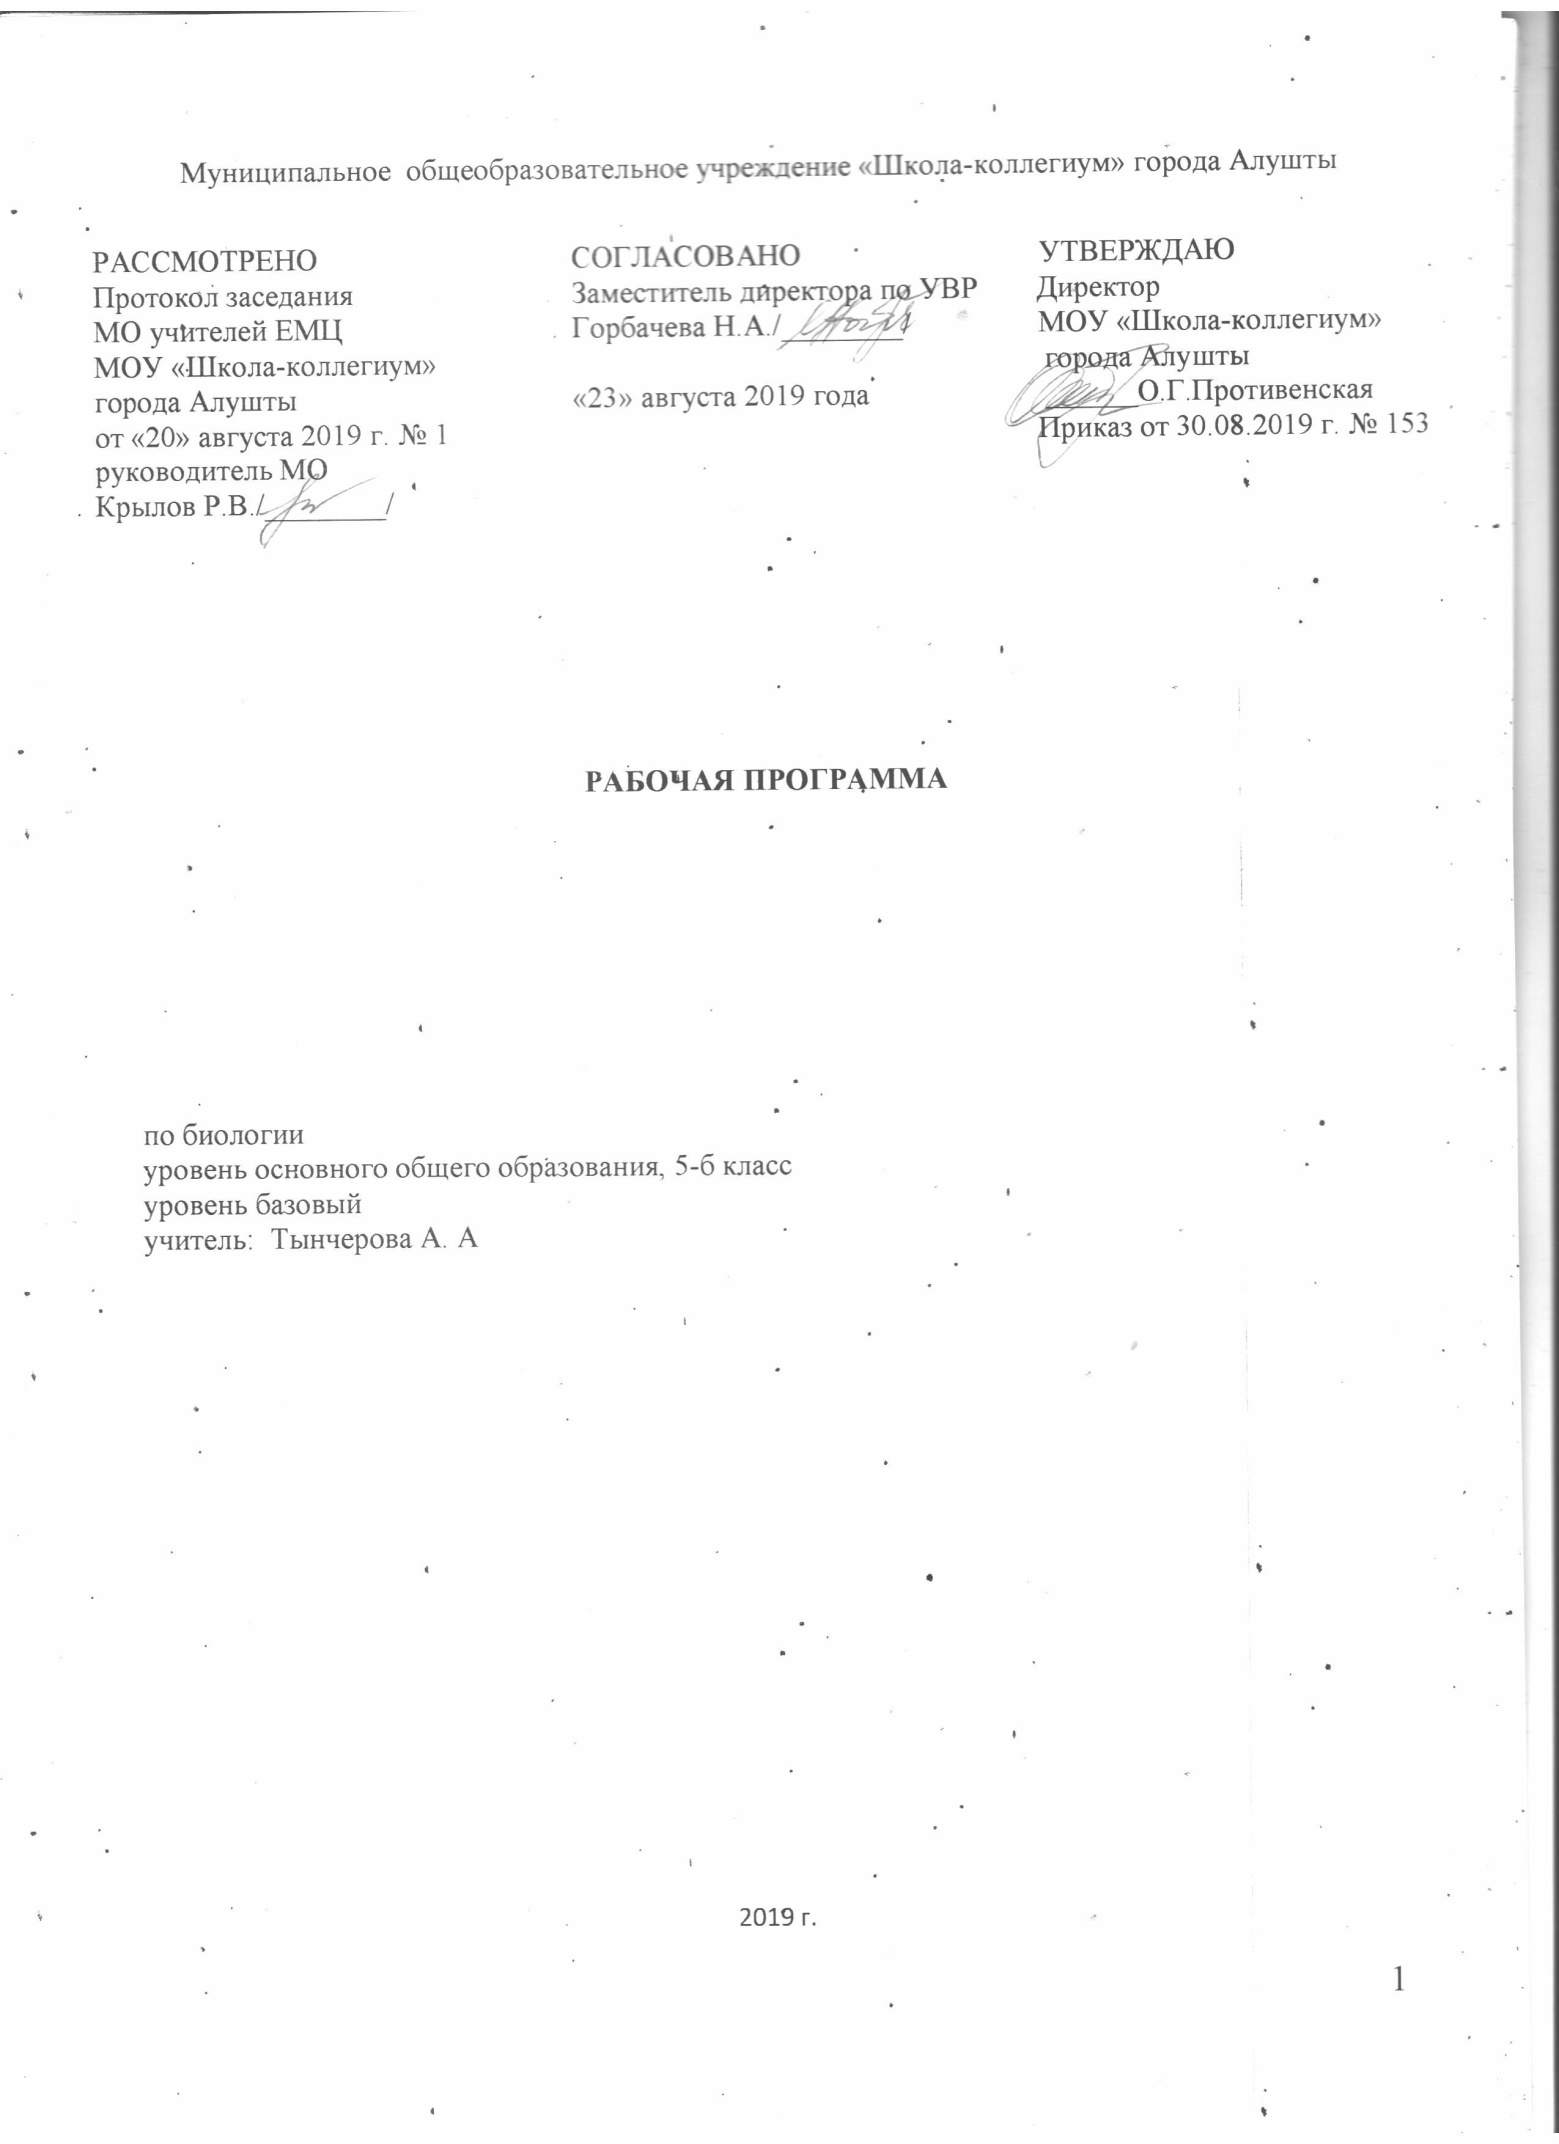 Муниципальное общеобразовательное учреждение «Школа-коллегиум» города Алушты
РАССМОТРЕНО
Протокол заседания
МО учителей ЕМЦ
МОУ «Школа-коллегиум»
города Алушты
от «20» августа 2019 г. № 1
руководитель МО
Крылов Р.В./________/
СОГЛАСОВАНО
Заместитель директора по УВР
Горбачева Н.А./________
«23» августа 2019 года
УТВЕРЖДАЮ
Директор
МОУ «Школа-коллегиум»
города Алушты
______О.Г.Противенская
Приказ от 30.08.2019 г. № 153
РАБОЧАЯ ПРОГРАММА
по биологии
уровень основного общего образования, 5-б класс
уровень базовый
учитель: Тынчерова А. А
2019 г.
1